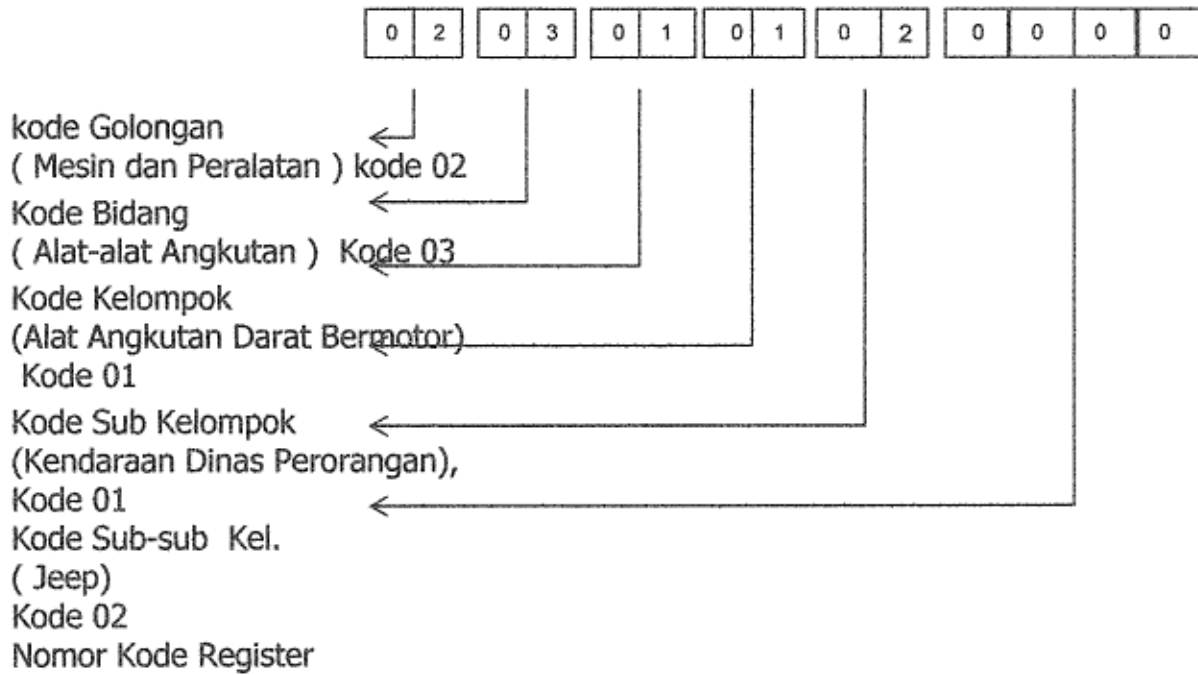 0 2 0 3 0 1 0 1 0 2 0 0 0 0
kode Golongan
( Mesin dan Peralatan ) kode 02
Kode Bidang
( Alat-alat Angkutan ) Kode 03
Kode Kelompok
(Alat Angkutan Darat Bermotor)
Kode 01
Kode Sub Kelompok
(Kendaraan Dinas Perorangan),
Kode 01
Kode Sub-sub Kel.
( Jeep)
Kode 02
Nomor Kode Register